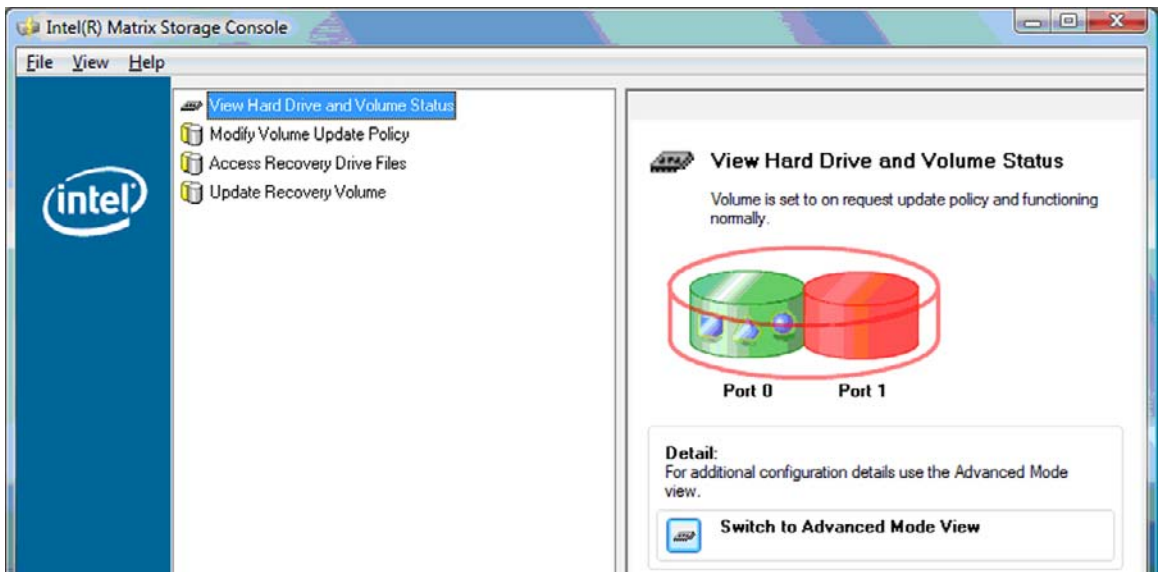 Intel(R) Matrix Storage Console
File View Help
intel
View Hard Drive and Volume Status
Modify Volume Update Policy
Access Recovery Drive Files
Update Recovery Volume
View Hard Drive and Volume Status
Volume is set to on request update policy and functioning
normally.
Port 0 Port 1
Detail:
For additional configuration details use the Advanced Mode
view.
Switch to Advanced Mode View